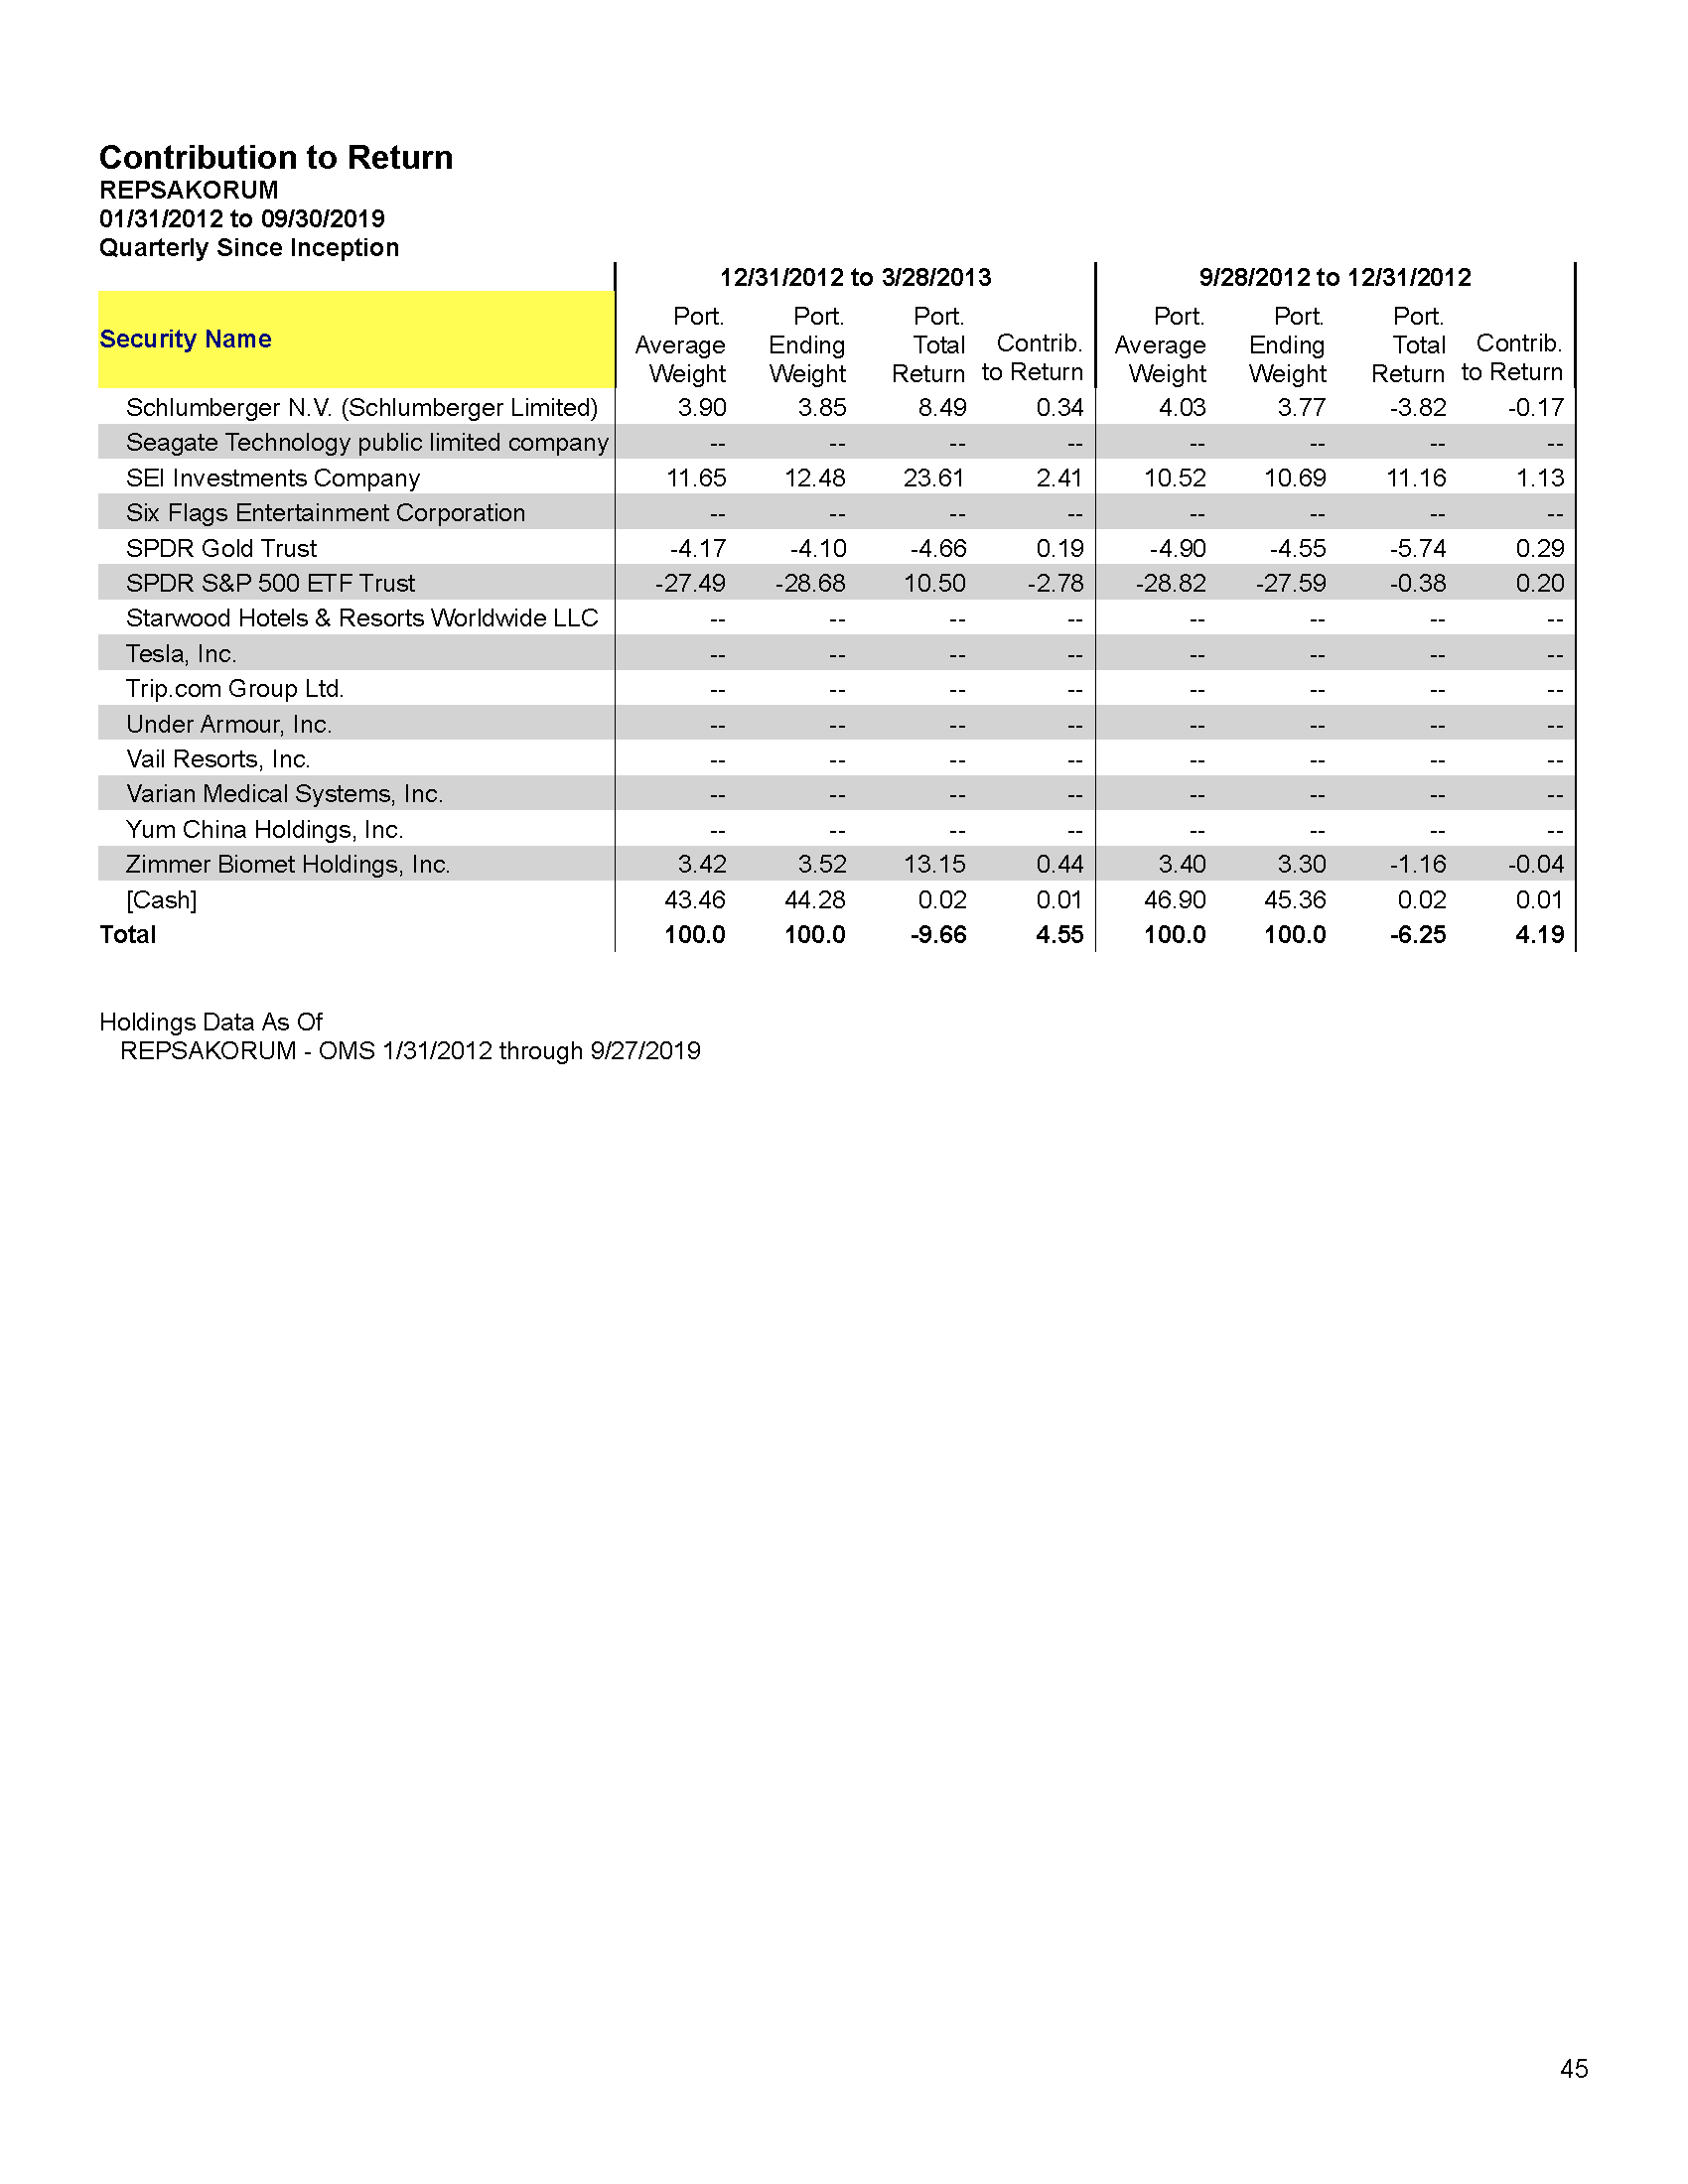 Contribution to Return
REPSAKORUM
01/31/2012 to 09/30/2019
Quarterly Since Inception
12/31/2012 to 3/28/2013 9/28/2012 to 12/31/2012
Security Name
Port. Port. Port. Port. Port. Port.
Average Ending Total Contrib. Average Ending Total Contrib.
Weight Weight Return to Return Weight Weight Return to Return
Schlumberger N.V. (Schlumberger Limited) 3.90 3.85 8.49 0.34 4.03 3.77 -3.82 -0.17
Seagate Technology public limited company -- -- -- -- -- -- -- --
SEI Investments Company 11.65 12.48 23.61 2.41 10.52 10.69 11.16 1.13
Six Flags Entertainment Corporation -- -- -- -- -- -- -- --
SPDR Gold Trust -4.17 -4.10 -4.66 0.19 -4.90 -4.55 -5.74 0.29
SPDR S&P 500 ETF Trust -27.49 -28.68 10.50 -2.78 -28.82 -27.59 -0.38 0.20
Starwood Hotels & Resorts Worldwide LLC -- -- -- -- -- -- -- --
Tesla, Inc. -- -- -- -- -- -- -- --
Trip.com Group Ltd. -- -- -- -- -- -- -- --
Under Armour, Inc. -- -- -- -- -- -- -- --
Vail Resorts, Inc. -- -- -- -- -- -- -- --
Varian Medical Systems, Inc. -- -- -- -- -- -- -- --
Yum China Holdings, Inc. -- -- -- -- -- -- -- --
Zimmer Biomet Holdings, Inc. 3.42 3.52 13.15 0.44 3.40 3.30 -1.16 -0.04
[Cash] 43.46 44.28 0.02 0.01 46.90 45.36 0.02 0.01
Total 100.0 100.0 -9.66 4.55 100.0 100.0 -6.25 4.19
Holdings Data As Of
REPSAKORUM - OMS 1/31/2012 through 9/27/2019
45